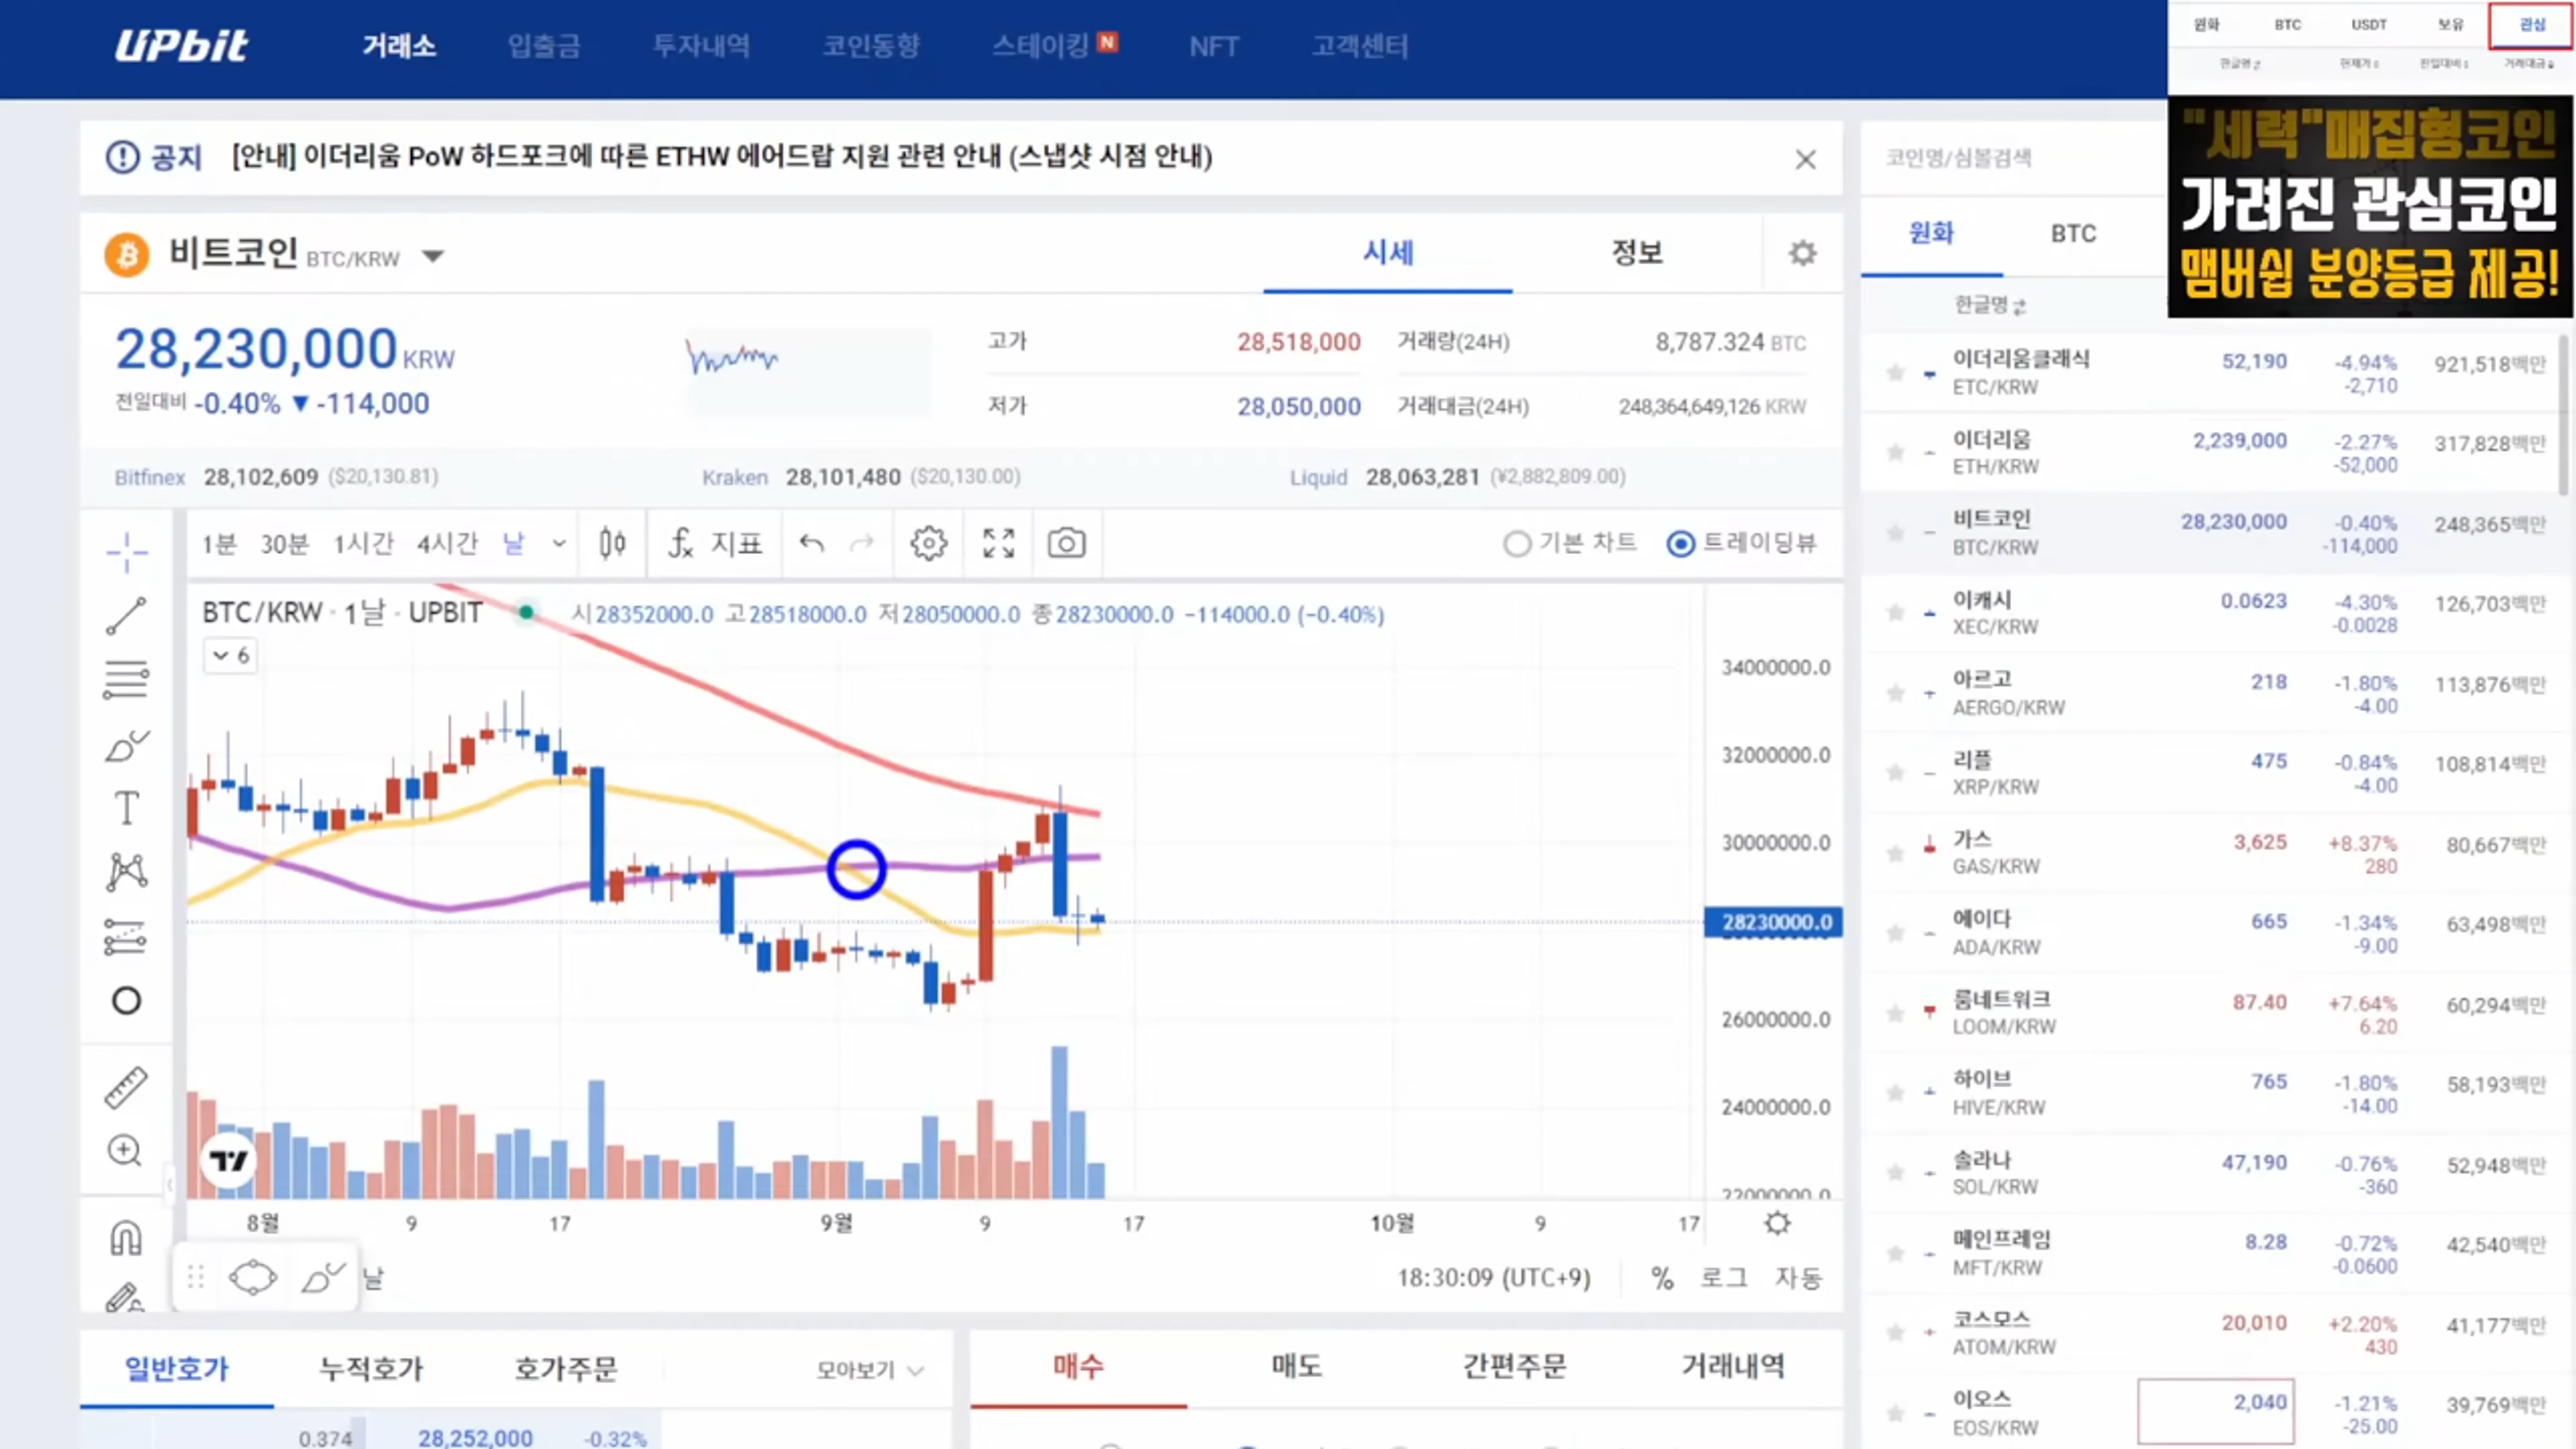 UPbit 거래소 입출금 투자내역 코인동향 스테이킹 N NFT 고객센터
원화 BTC USDT 보유 관심
한글명 현재가 전일대비 거래대금
"세력"매집형코인
가려진 관심코인
맴버쉽 분양등급 제공!
공지 [안내] 이더리움 PoW 하드포크에 따른 ETHW 에어드랍 지원 관련 안내 (스냅샷 시점 안내)
비트코인 BTC/KRW 시세 정보
28,230,000 KRW
전일대비 -0.40% ▼ -114,000
고가 28,518,000 거래량(24H) 8,787.324 BTC
저가 28,050,000 거래대금(24H) 248,364,649,126 KRW
Bitfinex 28,102,609 ($20,130.81) Kraken 28,101,480 ($20,130.00) Liquid 28,063,281 (¥2,882,809.00)
1분 30분 1시간 4시간 날 지표 기본 차트 트레이딩뷰
BTC/KRW · 1날 · UPBIT 시28352000.0 고28518000.0 저28050000.0 종28230000.0 −114000.0 (−0.40%)
6
34000000.0
32000000.0
30000000.0
28230000.0
26000000.0
24000000.0
22000000.0
8월 9 17 9월 9 17 10월 9 17
날 18:30:09 (UTC+9) % 로그 자동
일반호가 누적호가 호가주문 모아보기
0.374 28,252,000 -0.32%
매수 매도 간편주문 거래내역
코인명/심볼검색
원화 BTC
한글명
이더리움클래식 52,190 -4.94% 921,518백만
ETC/KRW -2,710
이더리움 2,239,000 -2.27% 317,828백만
ETH/KRW -52,000
비트코인 28,230,000 -0.40% 248,365백만
BTC/KRW -114,000
이캐시 0.0623 -4.30% 126,703백만
XEC/KRW -0.0028
아르고 218 -1.80% 113,876백만
AERGO/KRW -4.00
리플 475 -0.84% 108,814백만
XRP/KRW -4.00
가스 3,625 +8.37% 80,667백만
GAS/KRW 280
에이다 665 -1.34% 63,498백만
ADA/KRW -9.00
룸네트워크 87.40 +7.64% 60,294백만
LOOM/KRW 6.20
하이브 765 -1.80% 58,193백만
HIVE/KRW -14.00
솔라나 47,190 -0.76% 52,948백만
SOL/KRW -360
메인프레임 8.28 -0.72% 42,540백만
MFT/KRW -0.0600
코스모스 20,010 +2.20% 41,177백만
ATOM/KRW 430
이오스 2,040 -1.21% 39,769백만
EOS/KRW -25.00